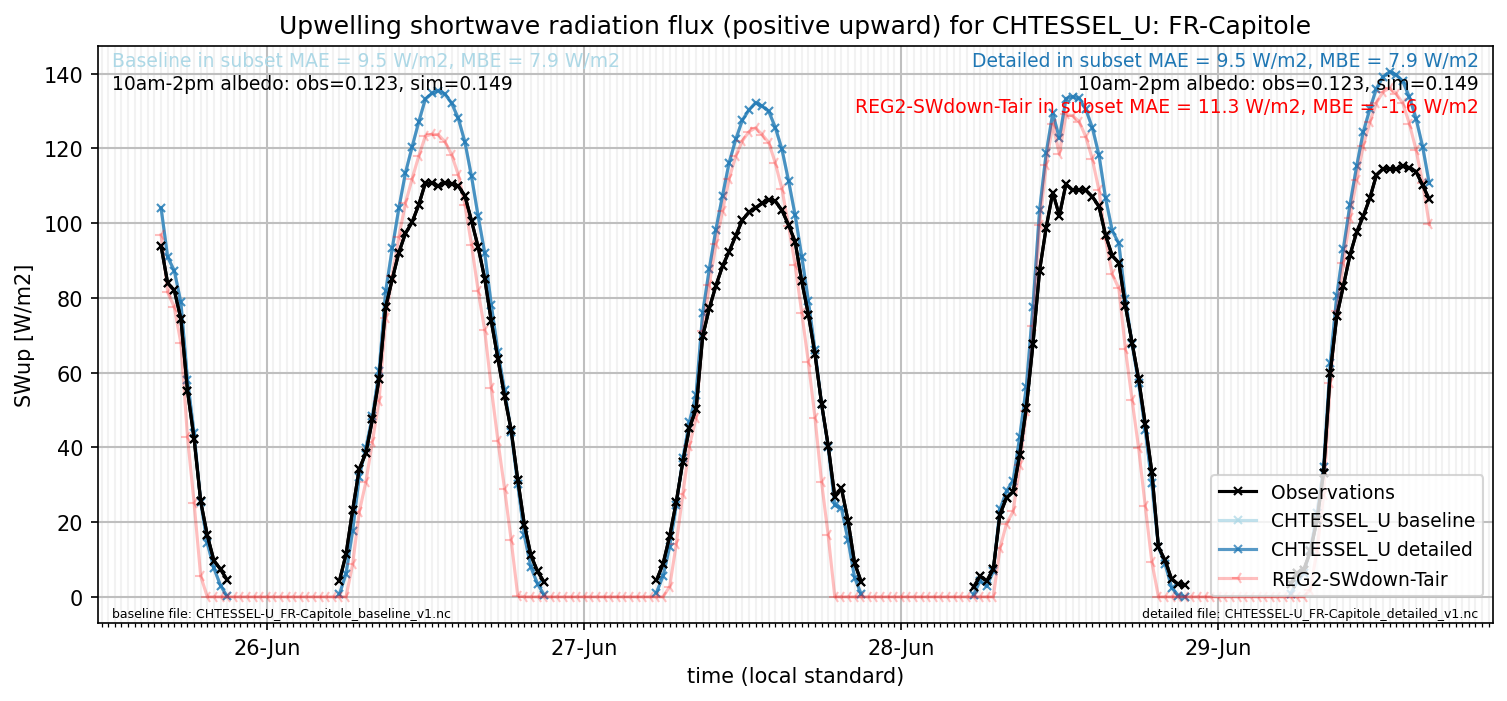 Upwelling shortwave radiation flux (positive upward) for CHTESSEL_U: FR-Capitole
Baseline in subset MAE = 9.5 W/m2, MBE = 7.9 W/m2
10am-2pm albedo: obs=0.123, sim=0.149
Detailed in subset MAE = 9.5 W/m2, MBE = 7.9 W/m2
10am-2pm albedo: obs=0.123, sim=0.149
REG2-SWdown-Tair in subset MAE = 11.3 W/m2, MBE = -1.6 W/m2
SWup [W/m2]
140
120
100
80
60
40
20
0
Observations
CHTESSEL_U baseline
CHTESSEL_U detailed
REG2-SWdown-Tair
baseline file: CHTESSEL-U_FR-Capitole_baseline_v1.nc
detailed file: CHTESSEL-U_FR-Capitole_detailed_v1.nc
26-Jun
27-Jun
28-Jun
29-Jun
time (local standard)